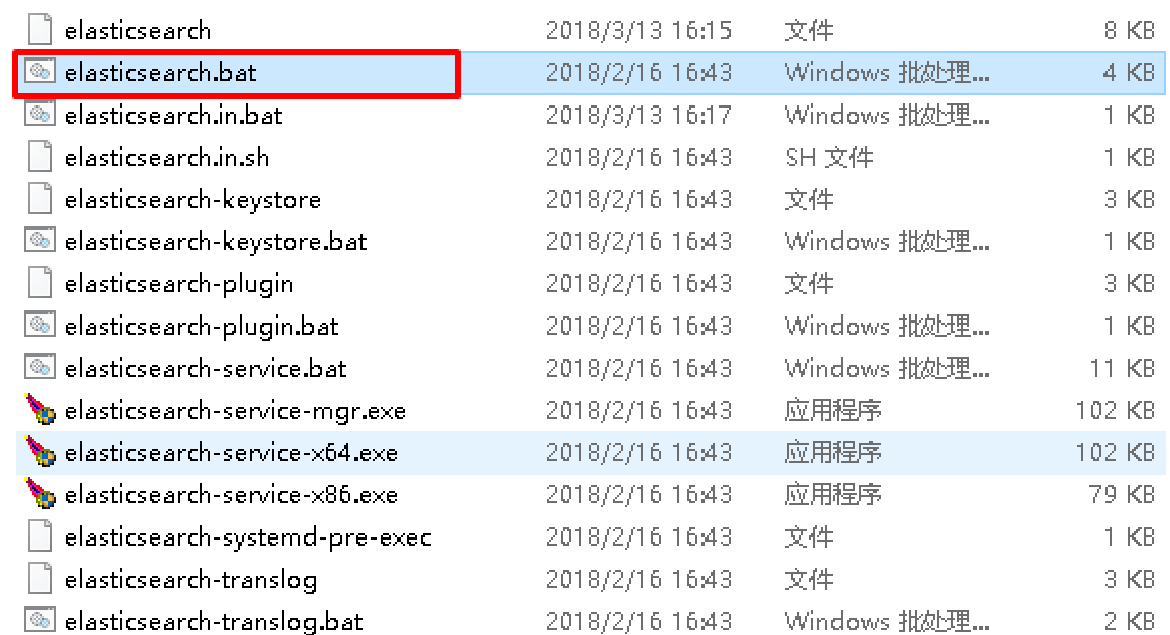 elasticsearch 2018/3/13 16:15 文件 8 KB
elasticsearch.bat 2018/2/16 16:43 Windows 批处理... 4 KB
elasticsearch.in.bat 2018/3/13 16:17 Windows 批处理... 1 KB
elasticsearch.in.sh 2018/2/16 16:43 SH 文件 1 KB
elasticsearch-keystore 2018/2/16 16:43 文件 3 KB
elasticsearch-keystore.bat 2018/2/16 16:43 Windows 批处理... 1 KB
elasticsearch-plugin 2018/2/16 16:43 文件 3 KB
elasticsearch-plugin.bat 2018/2/16 16:43 Windows 批处理... 1 KB
elasticsearch-service.bat 2018/2/16 16:43 Windows 批处理... 11 KB
elasticsearch-service-mgr.exe 2018/2/16 16:43 应用程序 102 KB
elasticsearch-service-x64.exe 2018/2/16 16:43 应用程序 102 KB
elasticsearch-service-x86.exe 2018/2/16 16:43 应用程序 79 KB
elasticsearch-systemd-pre-exec 2018/2/16 16:43 文件 1 KB
elasticsearch-translog 2018/2/16 16:43 文件 3 KB
elasticsearch-translog.bat 2018/2/16 16:43 Windows 批处理... 2 KB